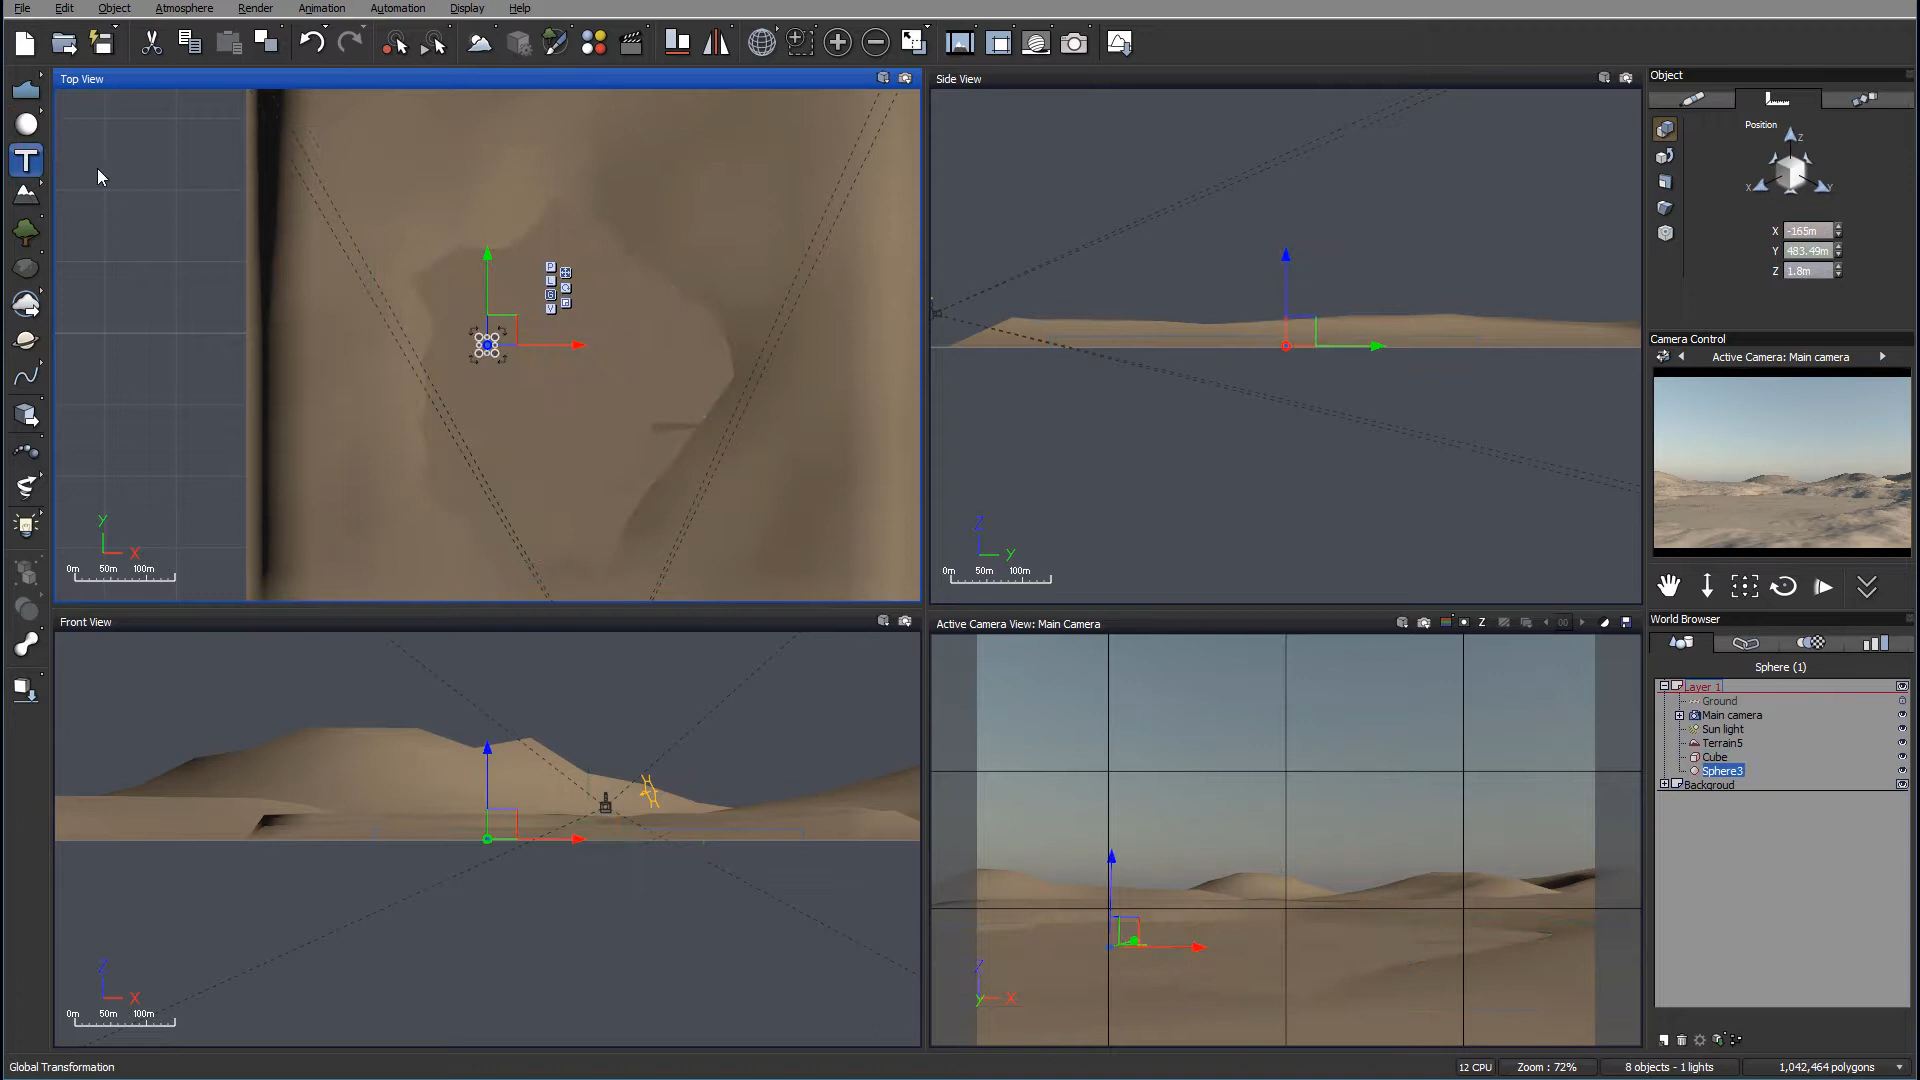 File Edit Object Atmosphere Render Animation Automation Display Help
Top View
Side View
Object
Position
Z
X Y
X -165m
Y 483.49m
Z 1.8m
P
L
G
V
Camera Control
Active Camera: Main camera
Y
X
0m 50m 100m
Z
Y
0m 50m 100m
Front View
Active Camera View: Main Camera
Z
00
World Browser
Sphere (1)
Layer 1
Ground
Main camera
Sun light
Terrain5
Cube
Sphere3
Backgroud
Z
X
0m 50m 100m
Z
Y X
Global Transformation
12 CPU
Zoom : 72%
8 objects - 1 lights
1,042,464 polygons